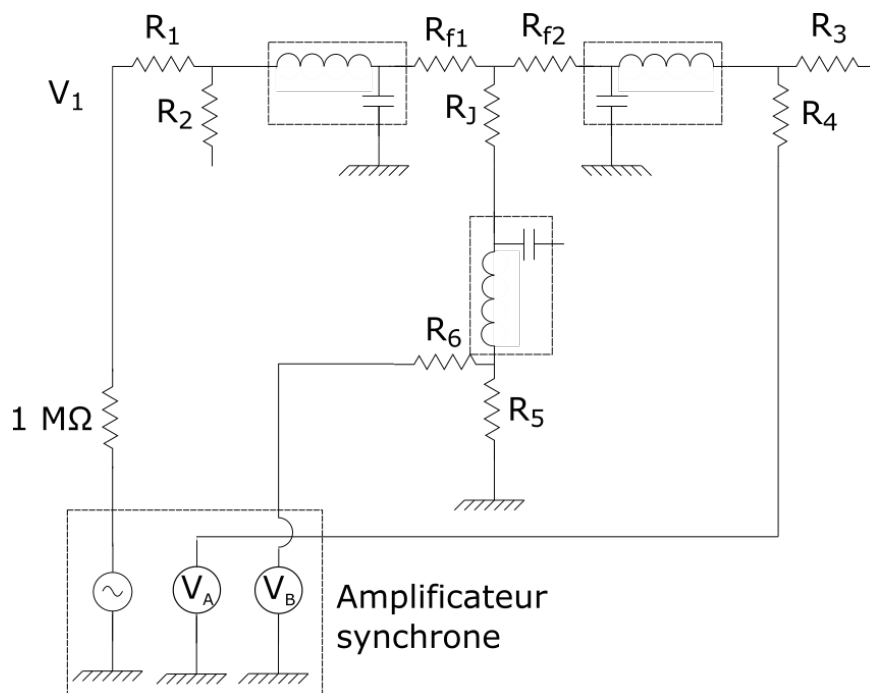 R1
Rf1
Rf2
R3
V1
R2
RJ
R4
R6
1 MΩ
R5
VA
VB
Amplificateur
synchrone